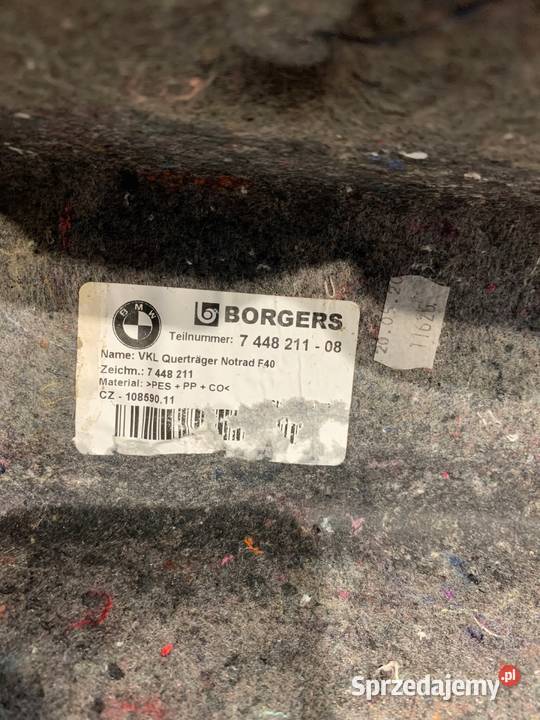 BMW
BORGERS
Teilnummer: 7 448 211 - 08
Name: VKL Querträger Notrad F40
Zeichn.: 7 448 211
Material: >PES + PP + CO<
CZ - 108590.11
Sprzedajemy.pl